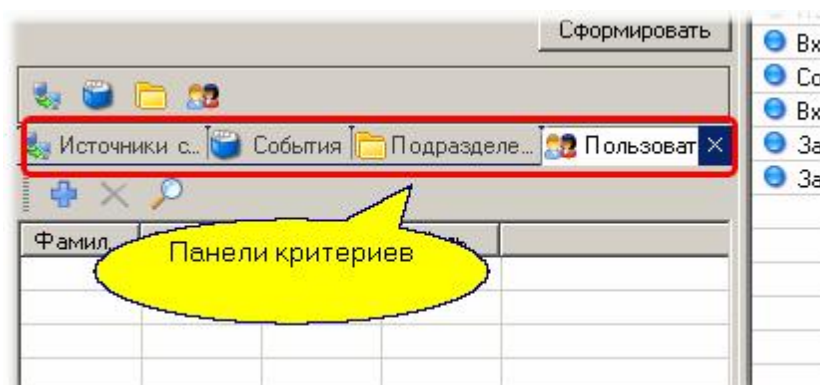 Сформировать
Вх
Со
Вх
За
За
Источники с...
События
Подразделе...
Пользоват
Фамил
Панели критериев